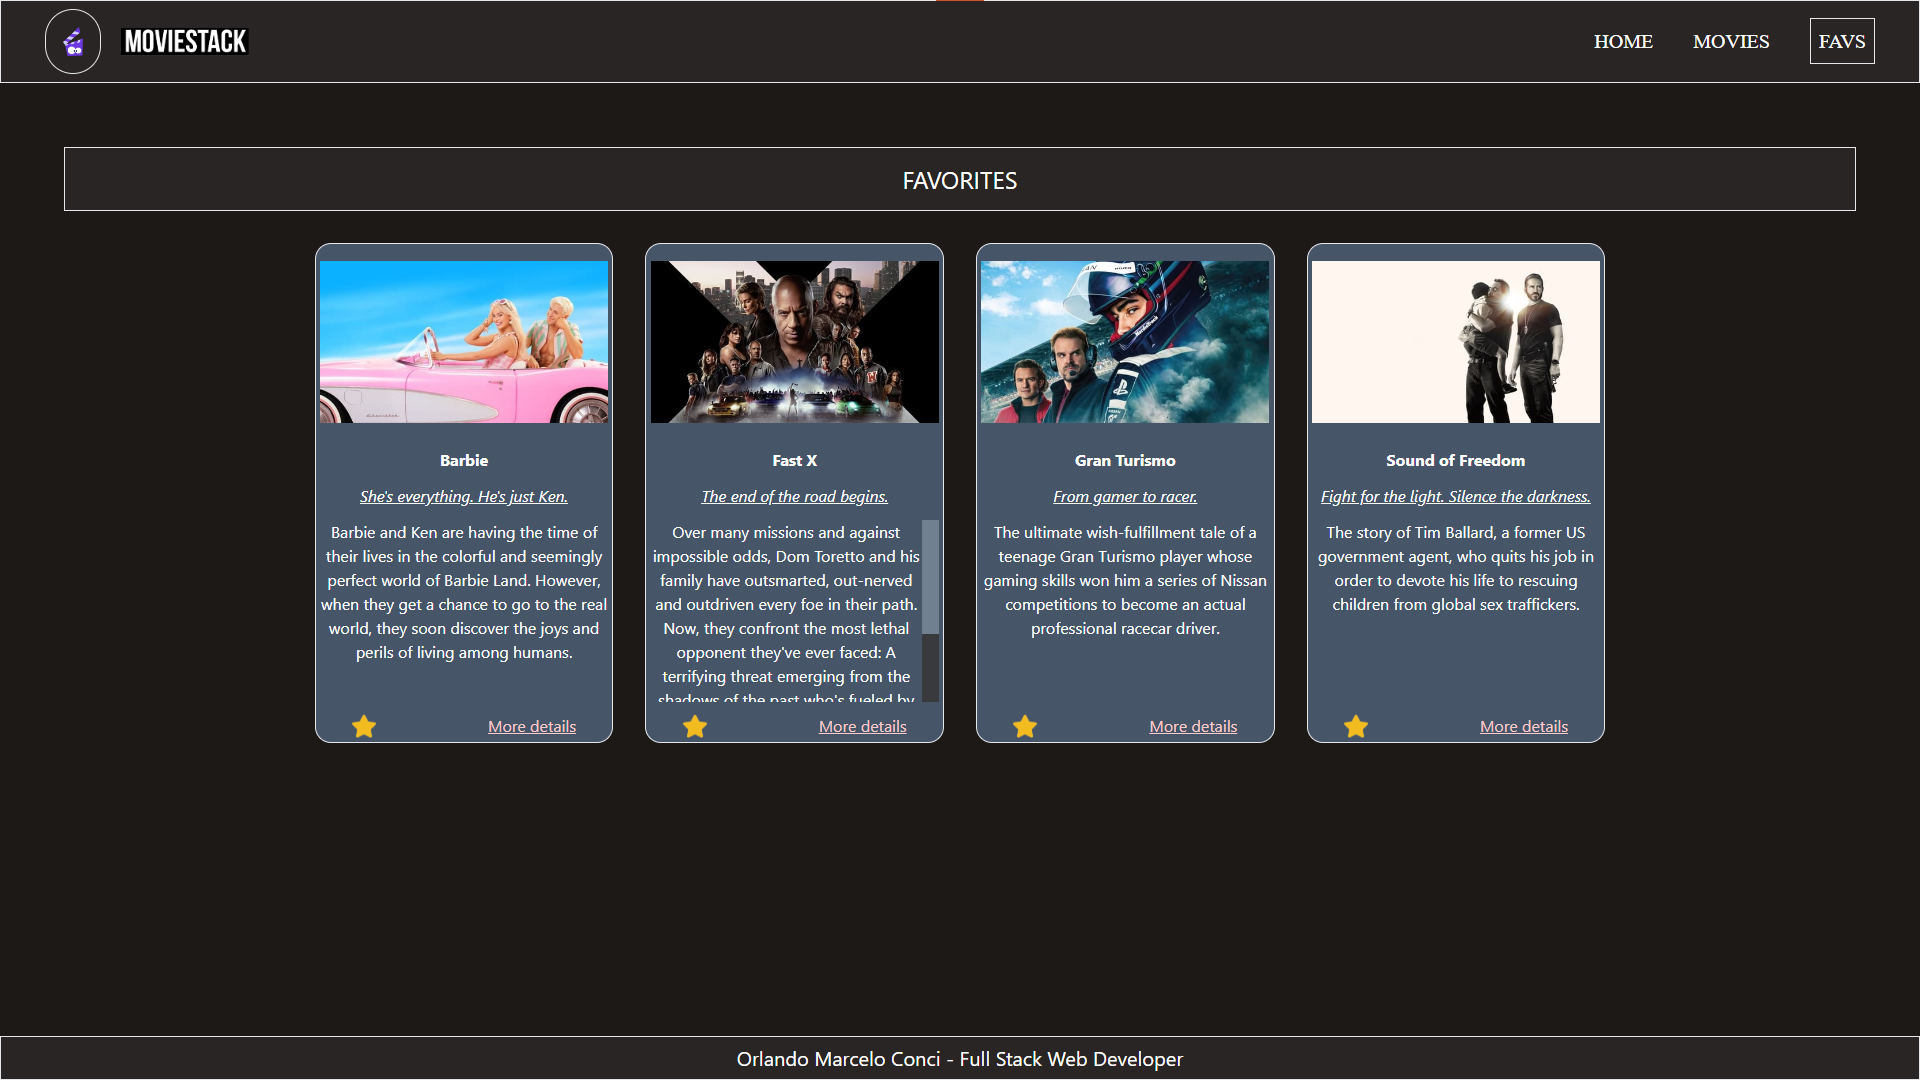 MOVIESTACK
HOME
MOVIES
FAVS
FAVORITES
Barbie
She's everything. He's just Ken.
Barbie and Ken are having the time of
their lives in the colorful and seemingly
perfect world of Barbie Land. However,
when they get a chance to go to the real
world, they soon discover the joys and
perils of living among humans.
More details
Fast X
The end of the road begins.
Over many missions and against
impossible odds, Dom Toretto and his
family have outsmarted, out-nerved
and outdriven every foe in their path.
Now, they confront the most lethal
opponent they've ever faced: A
terrifying threat emerging from the
shadows of the past who's fueled by
More details
Gran Turismo
From gamer to racer.
The ultimate wish-fulfillment tale of a
teenage Gran Turismo player whose
gaming skills won him a series of Nissan
competitions to become an actual
professional racecar driver.
More details
Sound of Freedom
Fight for the light. Silence the darkness.
The story of Tim Ballard, a former US
government agent, who quits his job in
order to devote his life to rescuing
children from global sex traffickers.
More details
Orlando Marcelo Conci - Full Stack Web Developer